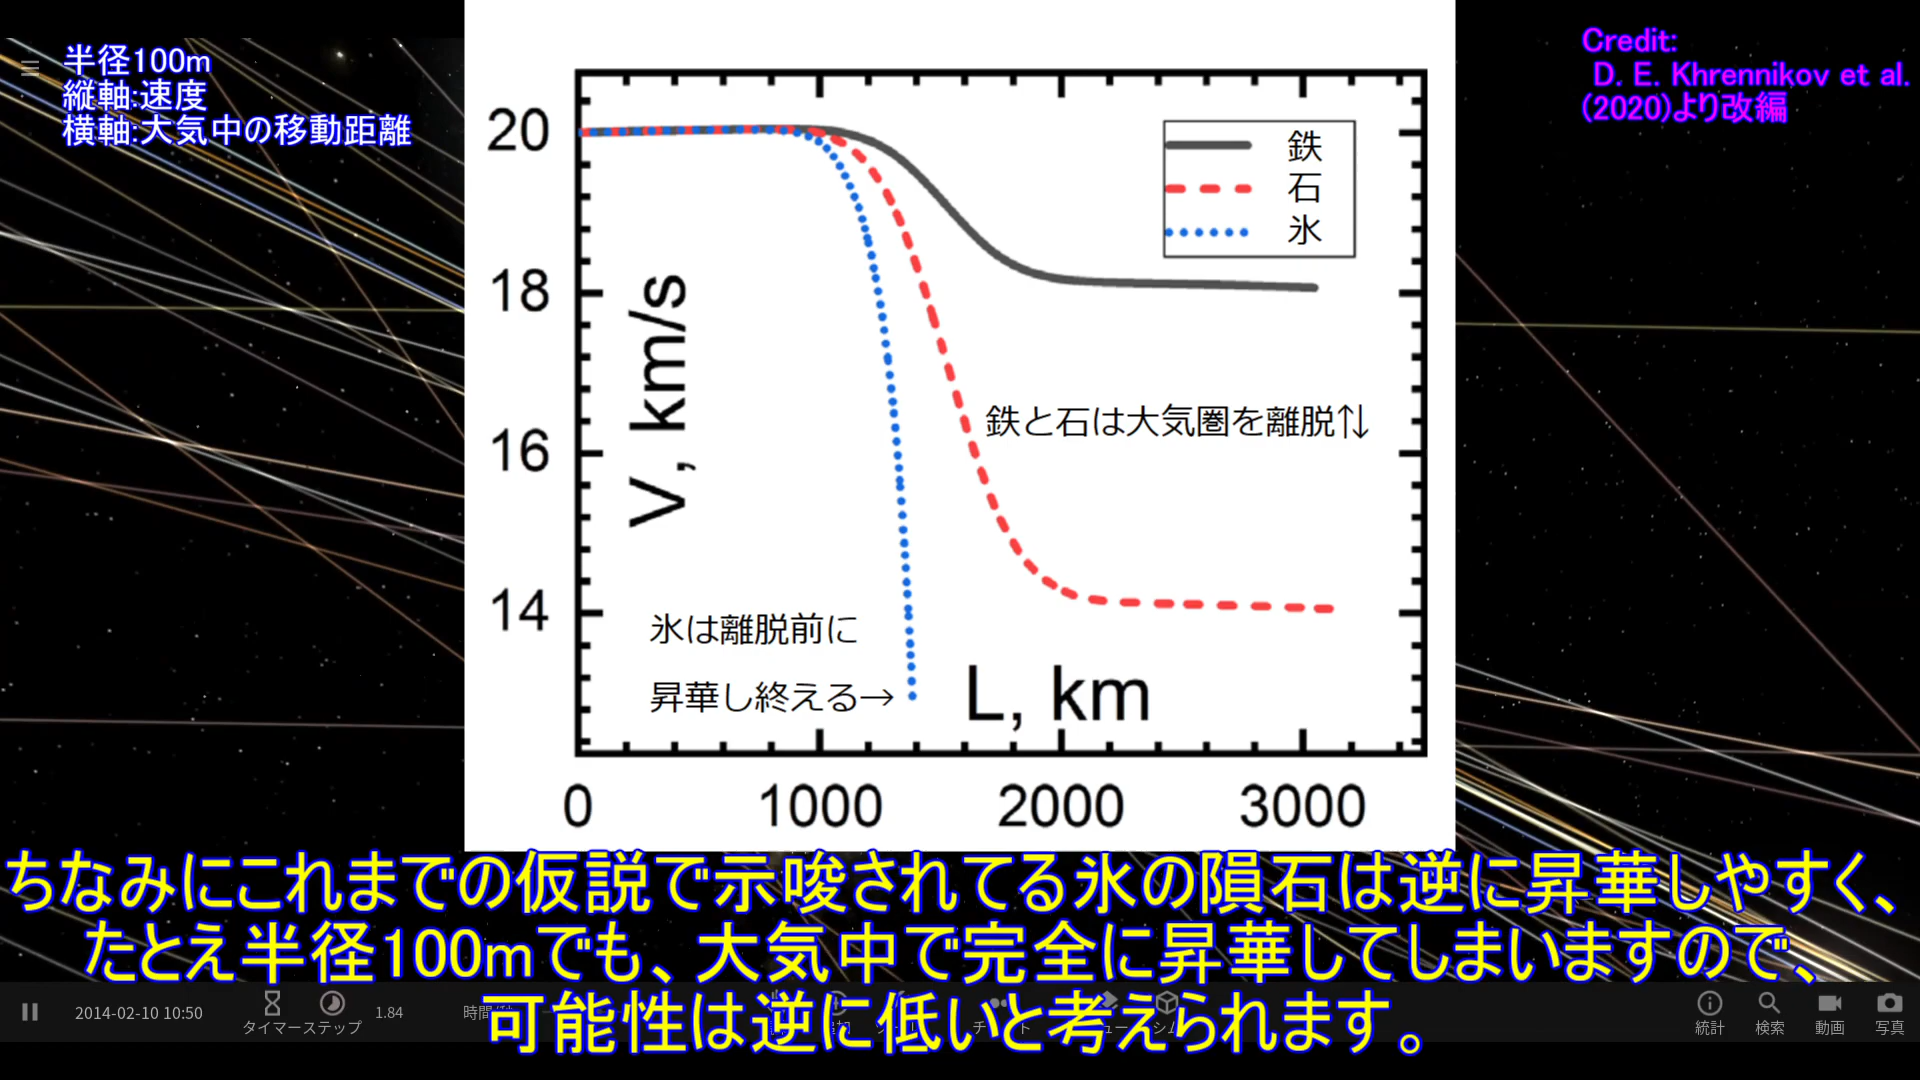 半径100m
縦軸:速度
横軸:大気中の移動距離
Credit:
D. E. Khrennikov et al.
(2020)より改編
20
18
16
14
V, km/s
鉄
石
氷
鉄と石は大気圏を離脱⇅
氷は離脱前に
昇華し終える→
L, km
0
1000
2000
3000
ちなみにこれまでの仮説で示唆されてる氷の隕石は逆に昇華しやすく、
たとえ半径100mでも、大気中で完全に昇華してしまいますので、
可能性は逆に低いと考えられます。
2014-02-10 10:50
タイマーステップ
1.84
統計
検索
動画
写真